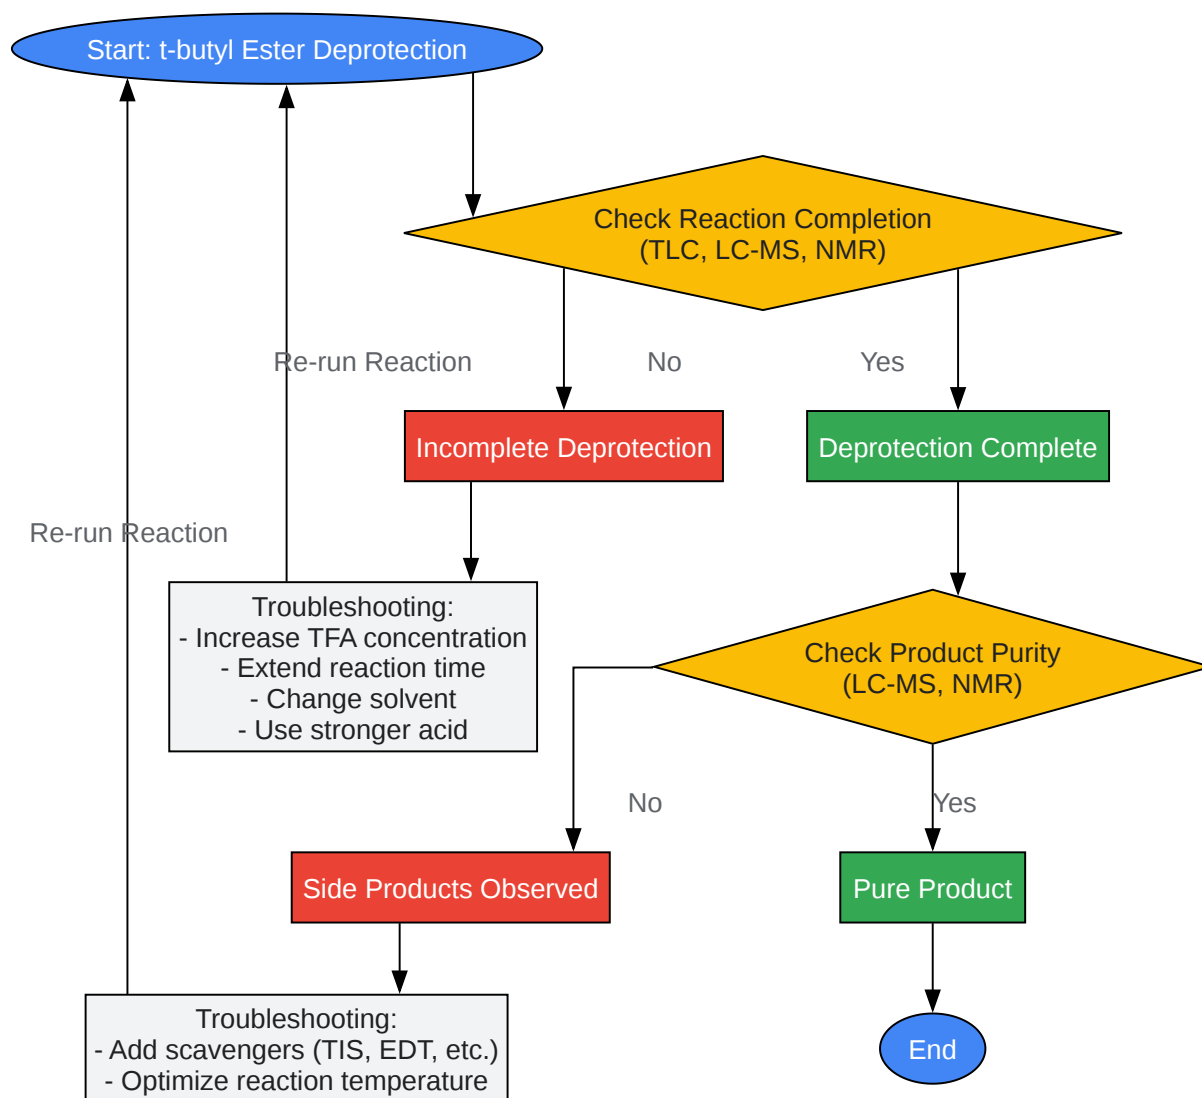 Start: t-butyl Ester Deprotection
Check Reaction Completion
(TLC, LC-MS, NMR)
Re-run Reaction
No
Yes
Incomplete Deprotection
Deprotection Complete
Re-run Reaction
Troubleshooting:
- Increase TFA concentration
- Extend reaction time
- Change solvent
- Use stronger acid
Check Product Purity
(LC-MS, NMR)
No
Yes
Side Products Observed
Pure Product
Troubleshooting:
- Add scavengers (TIS, EDT, etc.)
- Optimize reaction temperature
End